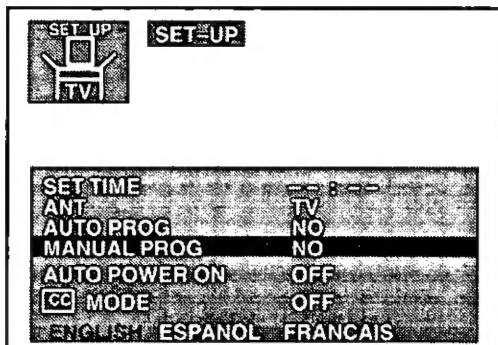 SET UP
TV
SET-UP
SET TIME --:--
ANT TV
AUTO PROG NO
MANUAL PROG NO
AUTO POWER ON OFF
CC MODE OFF
ENGLISH ESPANOL FRANCAIS